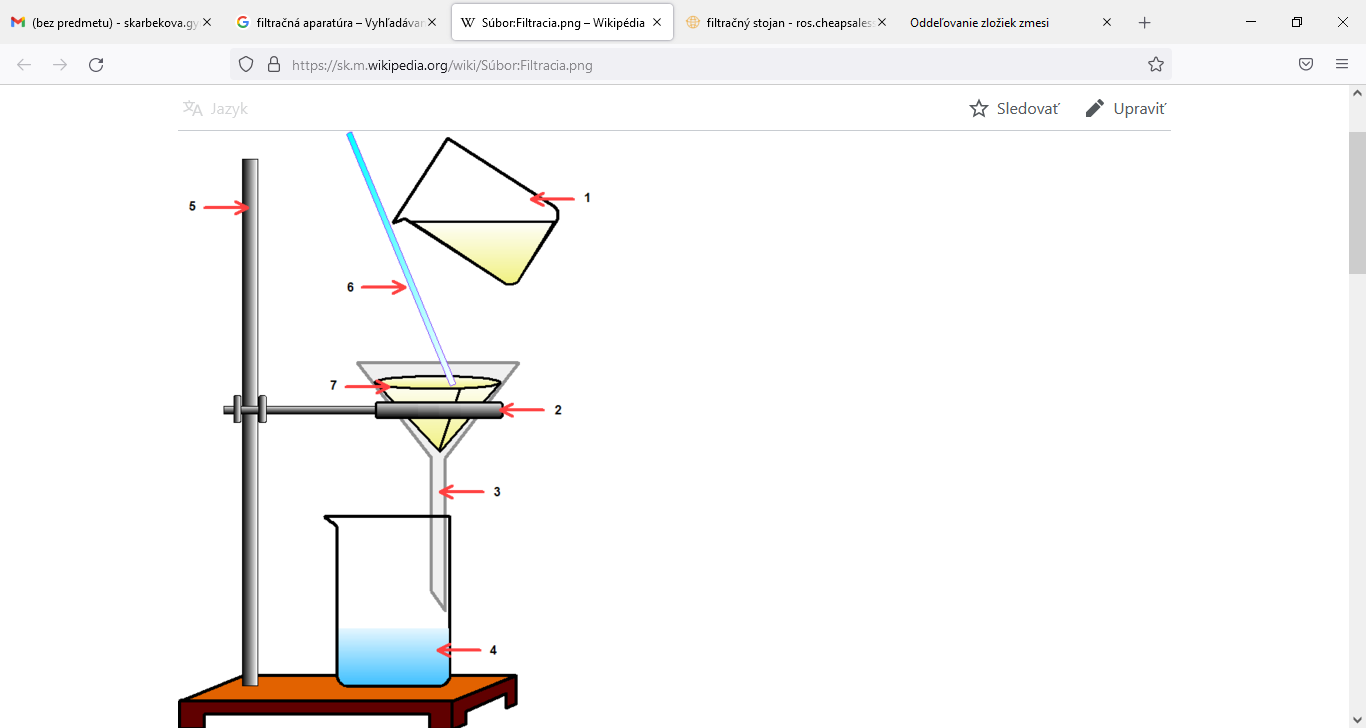 (bez predmetu) - skarbekova.gy
filtračná aparatúra – Vyhľadávan
Súbor:Filtracia.png – Wikipédia
filtračný stojan - ros.cheapsales
Oddeľovanie zložiek zmesi
https://sk.m.wikipedia.org/wiki/Súbor:Filtracia.png
Jazyk
Sledovať
Upraviť
1
5
6
7
2
3
4